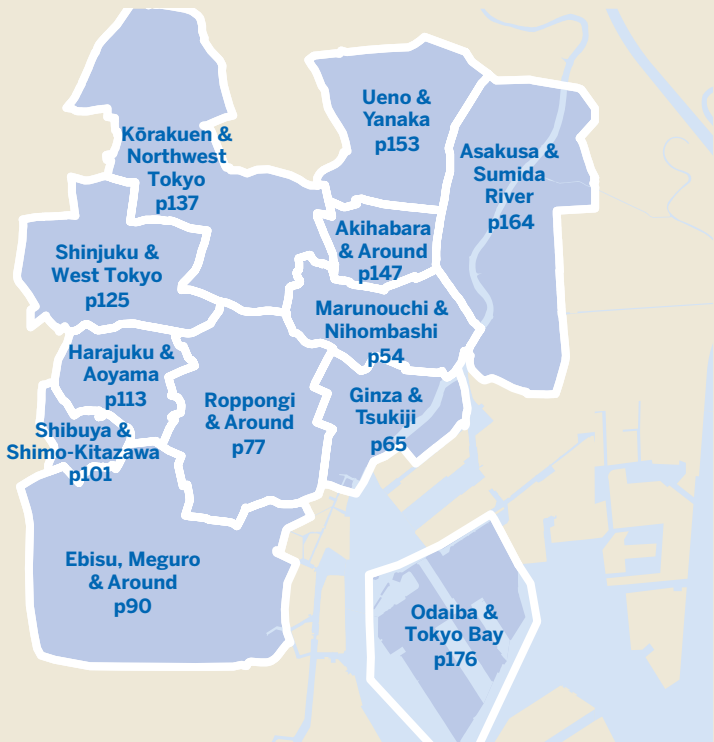 Kōrakuen &
Northwest
Tokyo
p137
Ueno &
Yanaka
p153
Asakusa &
Sumida
River
p164
Akihabara
& Around
p147
Shinjuku &
West Tokyo
p125
Marunouchi &
Nihombashi
p54
Harajuku &
Aoyama
p113
Roppongi
& Around
p77
Ginza &
Tsukiji
p65
Shibuya &
Shimo-Kitazawa
p101
Ebisu, Meguro
& Around
p90
Odaiba &
Tokyo Bay
p176